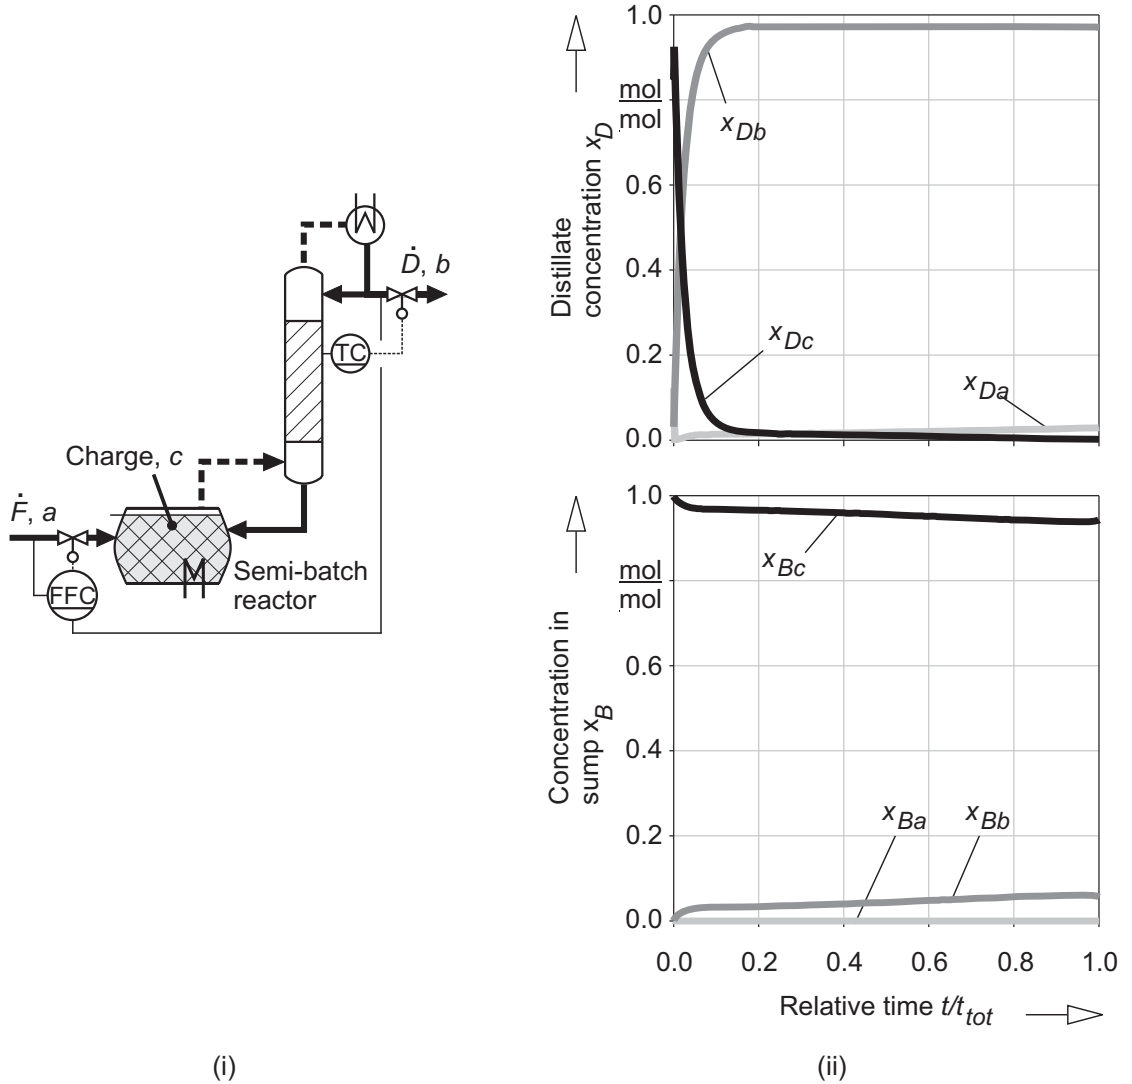 Ḋ, b
TC
Charge, c
Ḟ, a
FFC
Semi-batch
reactor
(i)
Distillate
concentration x_D
1.0
mol
mol
0.6
0.4
0.2
0.0
x_Db
x_Dc
x_Da
Concentration in
sump x_B
1.0
mol
mol
0.6
0.4
0.2
0.0
x_Bc
x_Ba
x_Bb
0.0 0.2 0.4 0.6 0.8 1.0
Relative time t/t_tot
(ii)